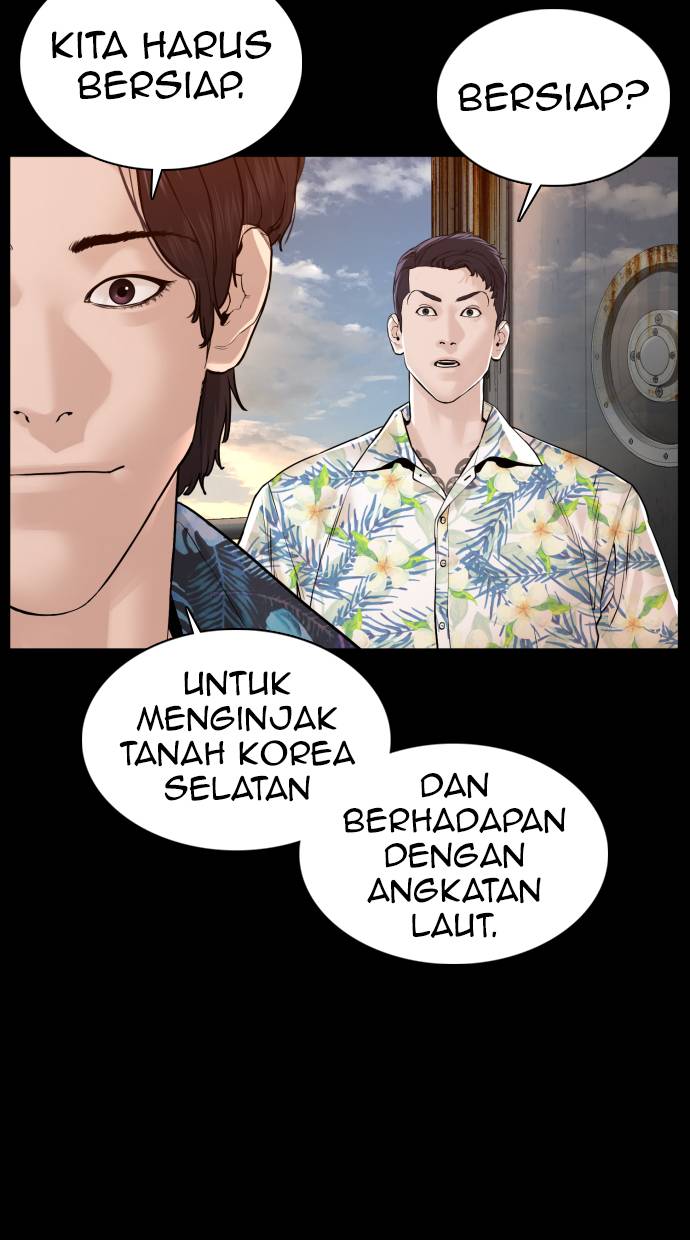 KITA HARUS
BERSIAP.
BERSIAP?
UNTUK
MENGINJAK
TANAH KOREA
SELATAN
DAN
BERHADAPAN
DENGAN
ANGKATAN
LAUT.